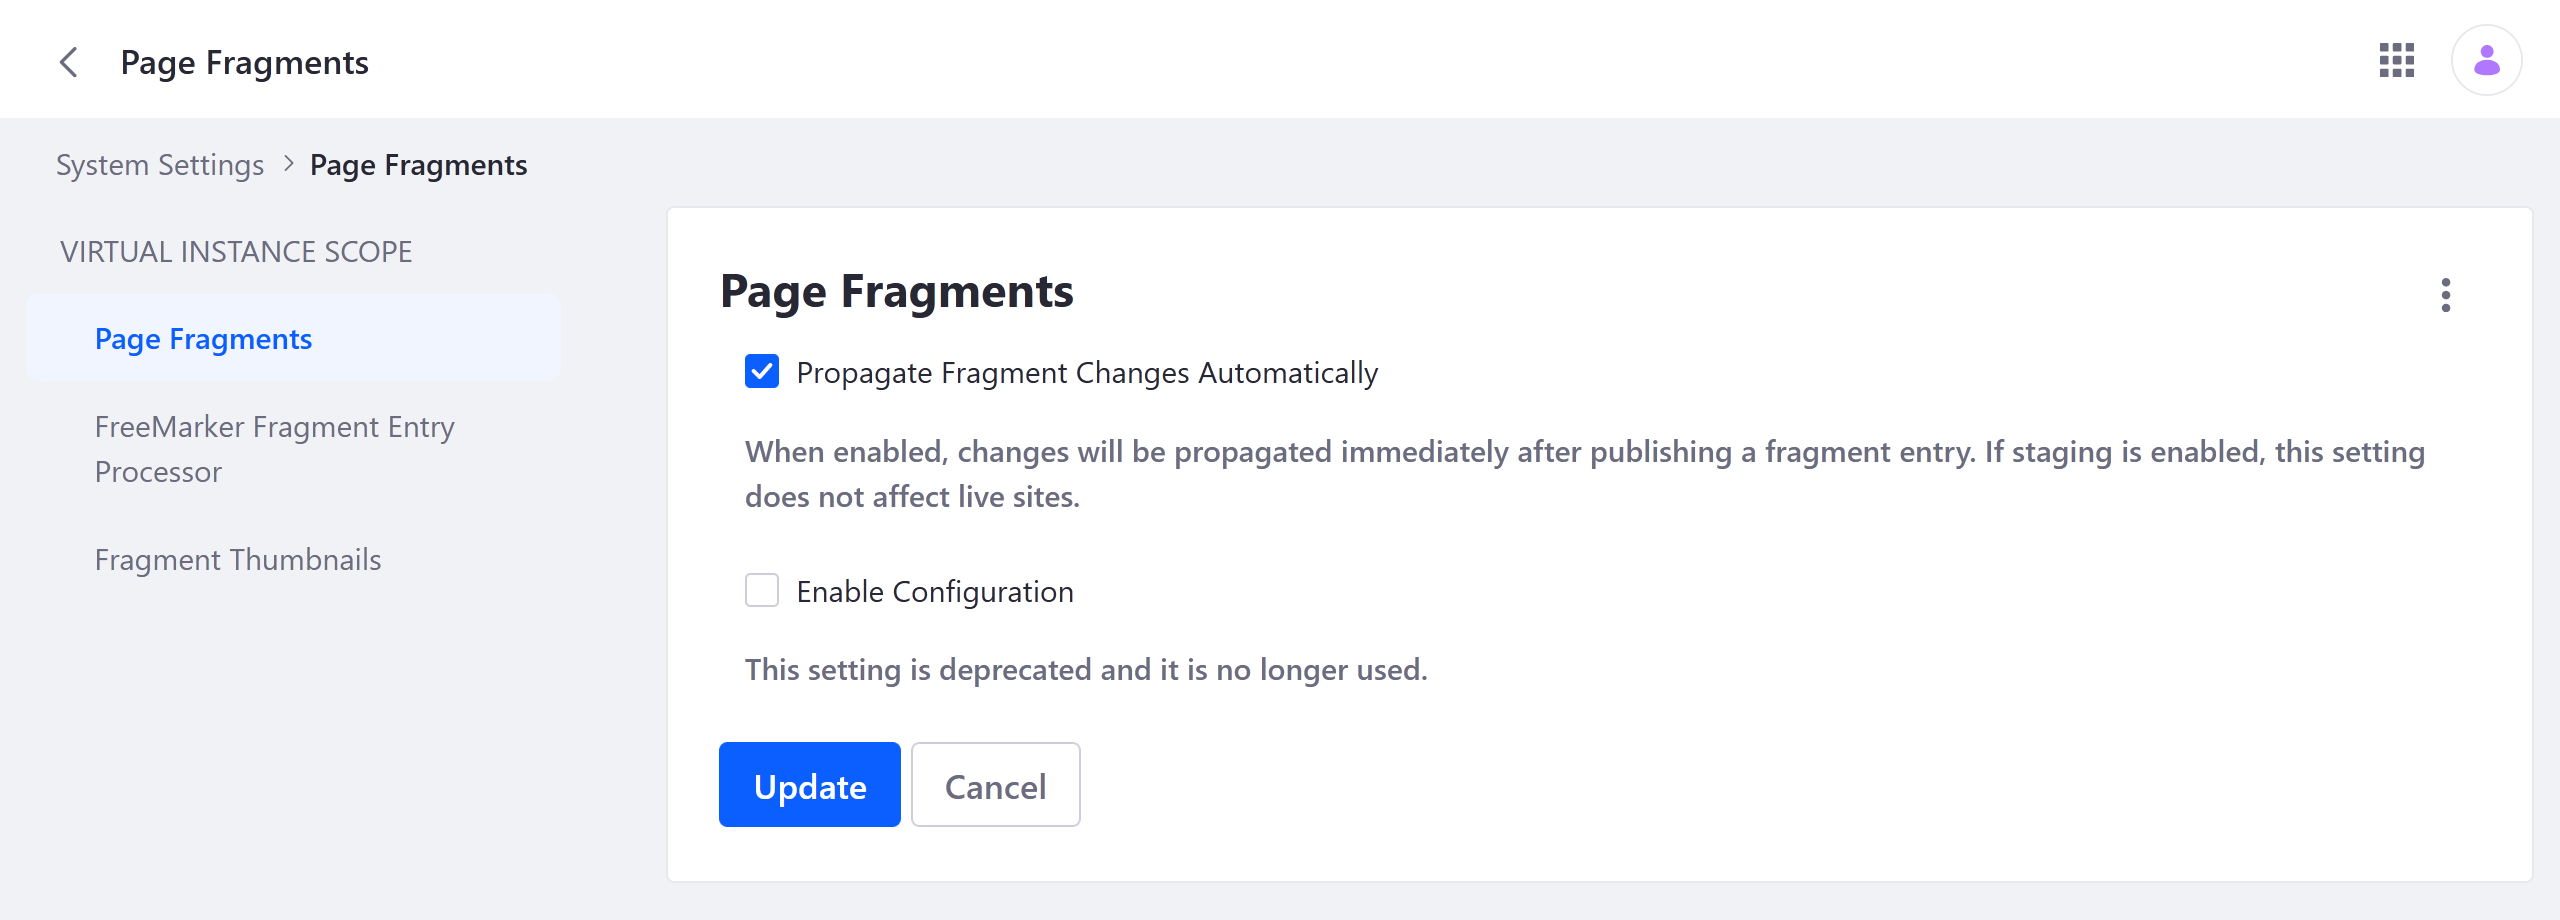 Page Fragments
System Settings > Page Fragments
VIRTUAL INSTANCE SCOPE
Page Fragments
FreeMarker Fragment Entry
Processor
Fragment Thumbnails
Page Fragments
Propagate Fragment Changes Automatically
When enabled, changes will be propagated immediately after publishing a fragment entry. If staging is enabled, this setting
does not affect live sites.
Enable Configuration
This setting is deprecated and it is no longer used.
Update Cancel